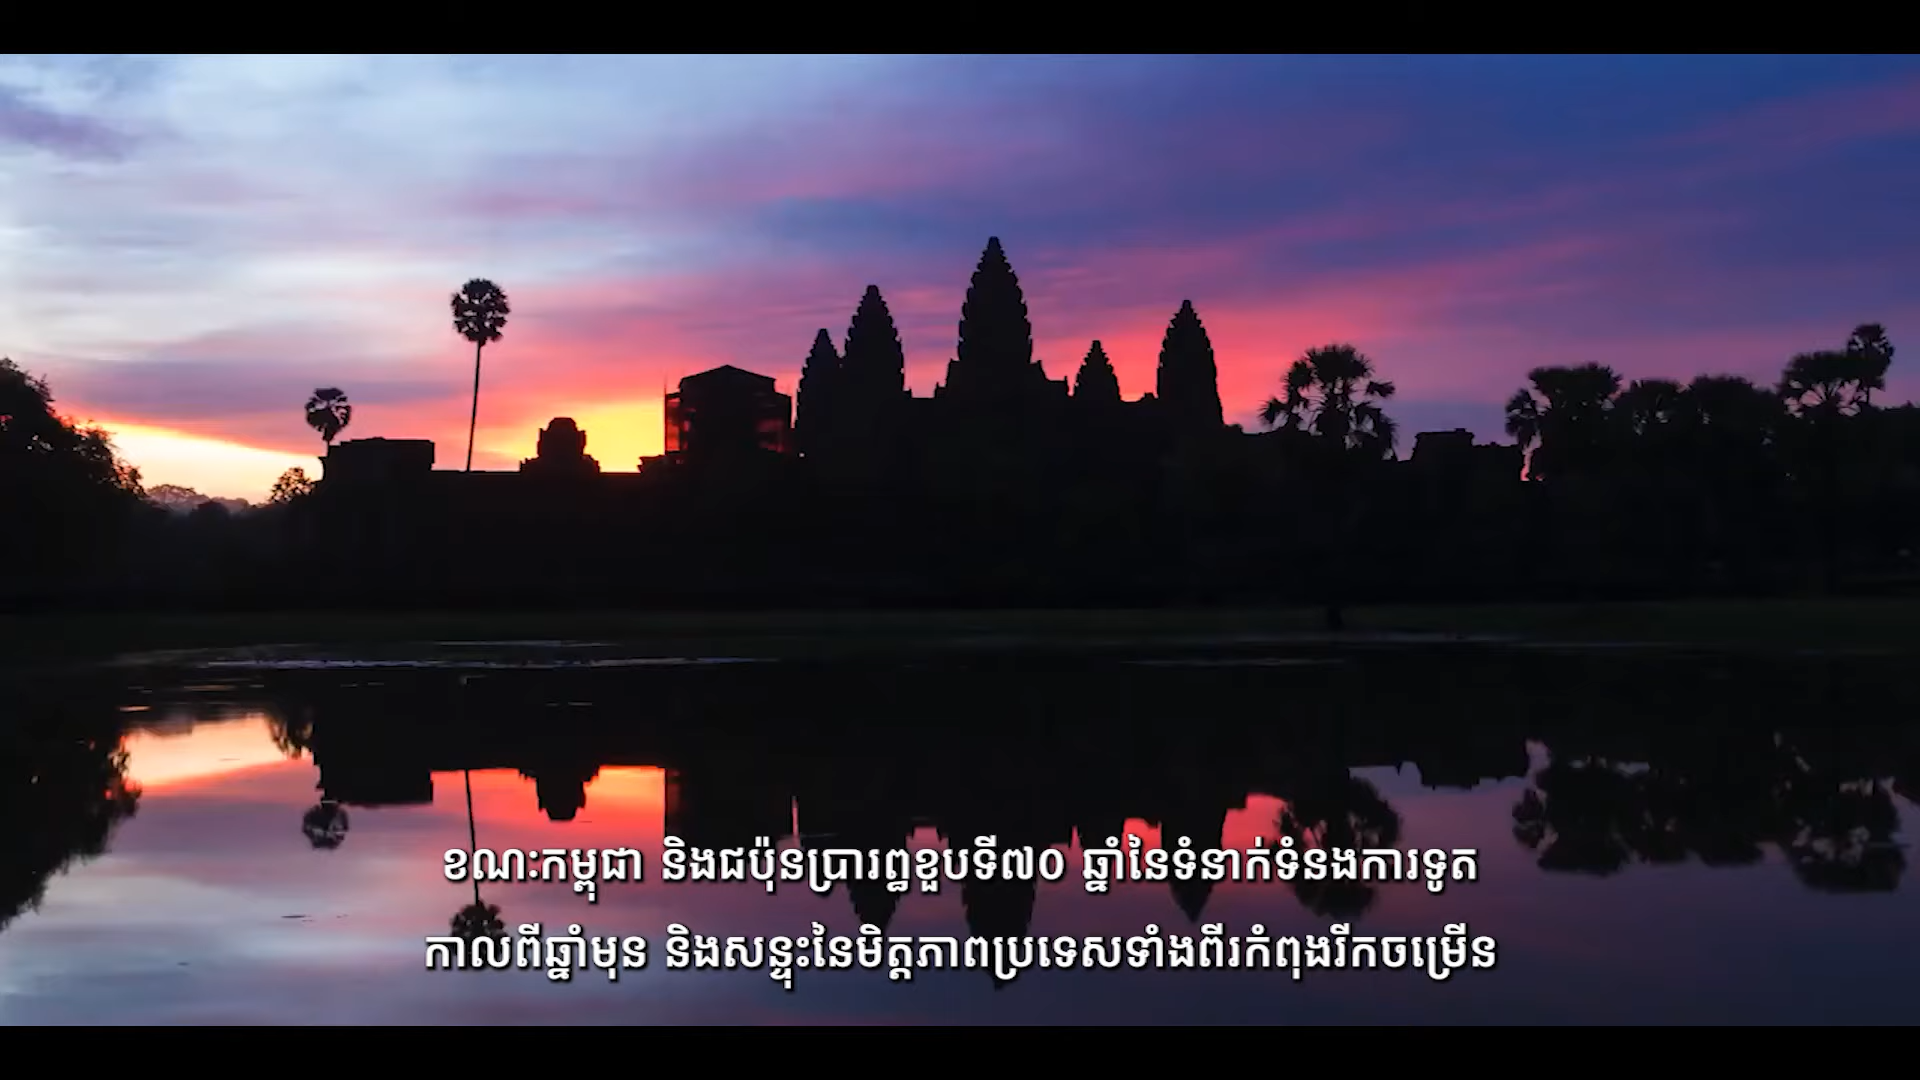 ខណៈកម្ពុជា និងជប៉ុនប្រារព្ធខួបទី៧០ ឆ្នាំនៃទំនាក់ទំនងការទូត
កាលពីឆ្នាំមុន និងសន្ទុះនៃមិត្តភាពប្រទេសទាំងពីរកំពុងរីកចម្រើន